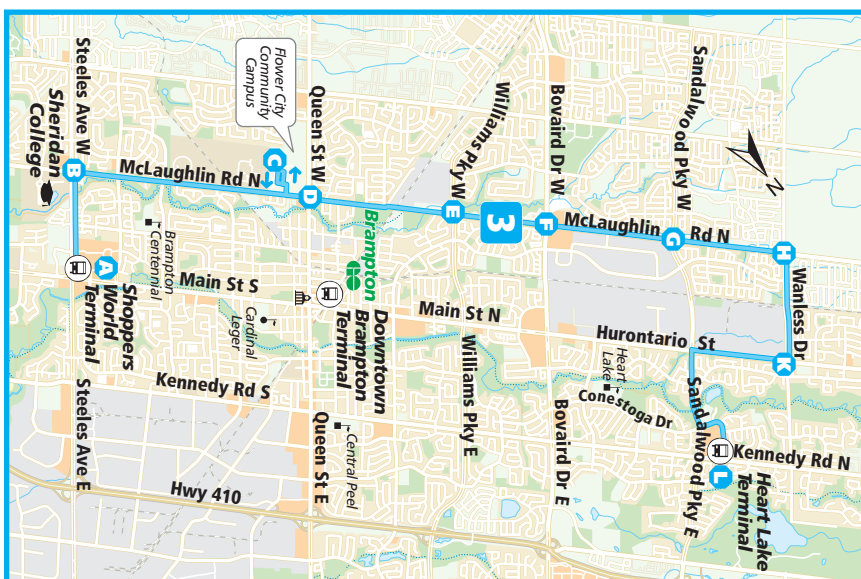 Steeles Ave W
Sheridan
College
B
McLaughlin Rd N
Flower City
Community
Campus
C
Queen St W
D
Williams Pky W
E
3
Bovaird Dr W
F
McLaughlin Rd N
Sandalwood Pky W
G
N
H
Wanless Dr
K
A
Shoppers
World
Terminal
Brampton
Centennial
Main St S
Cardinal
Leger
Brampton
GO
Downtown
Brampton
Terminal
Main St N
Williams Pky E
Hurontario St
Heart
Lake
Conestoga Dr
Sandalwood Pky E
Kennedy Rd N
L
Heart Lake
Terminal
Kennedy Rd S
Steeles Ave E
Queen St E
Central Peel
Bovaird Dr E
Hwy 410